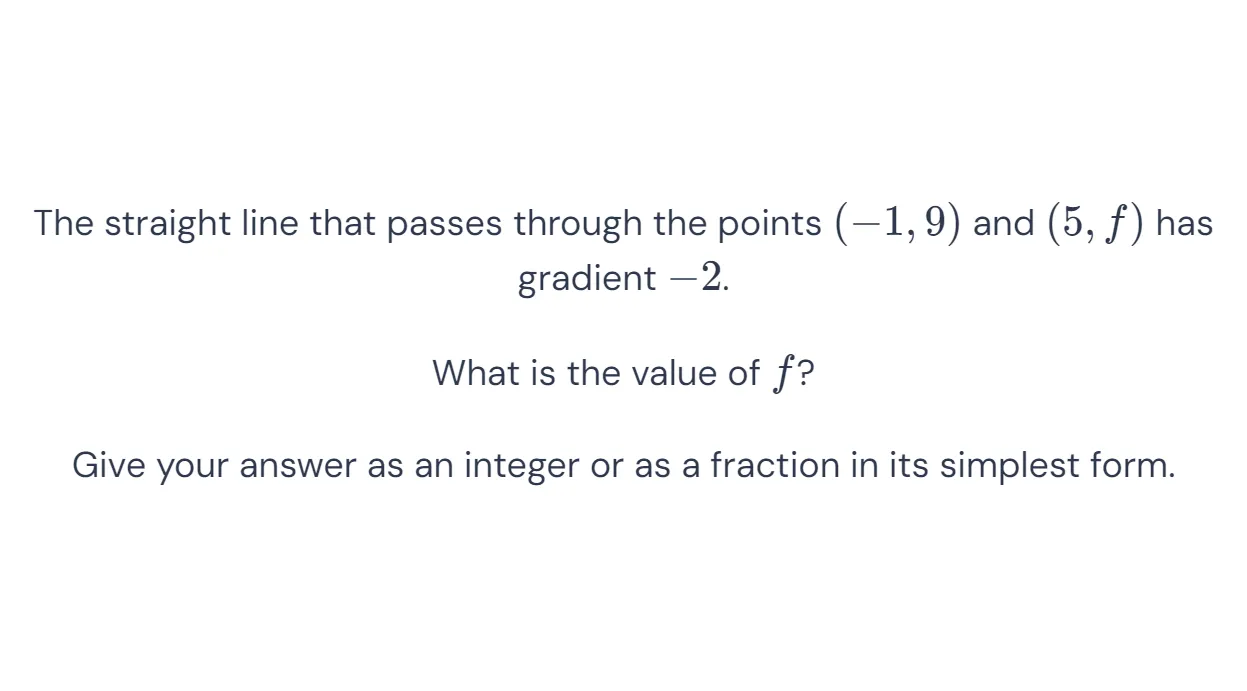 The straight line that passes through the points (−1, 9) and (5, f) has
gradient −2.
What is the value of f?
Give your answer as an integer or as a fraction in its simplest form.